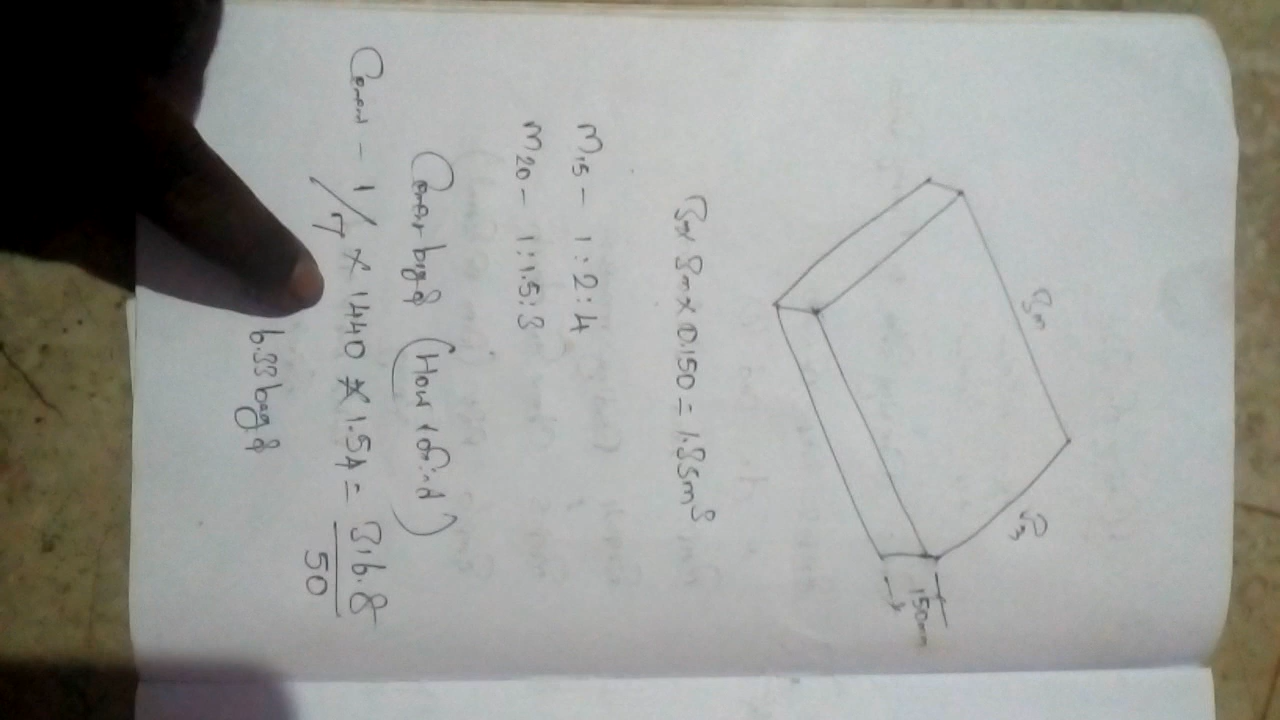 3m
3m
150mm
3m × 3m × 0.150 = 1.35m³
M15 – 1:2:4
M20 – 1:1.5:3
Cement bags (How to find)
Cement – 1/7 × 1440 × 1.54 = 316.8
50
6.33 bags